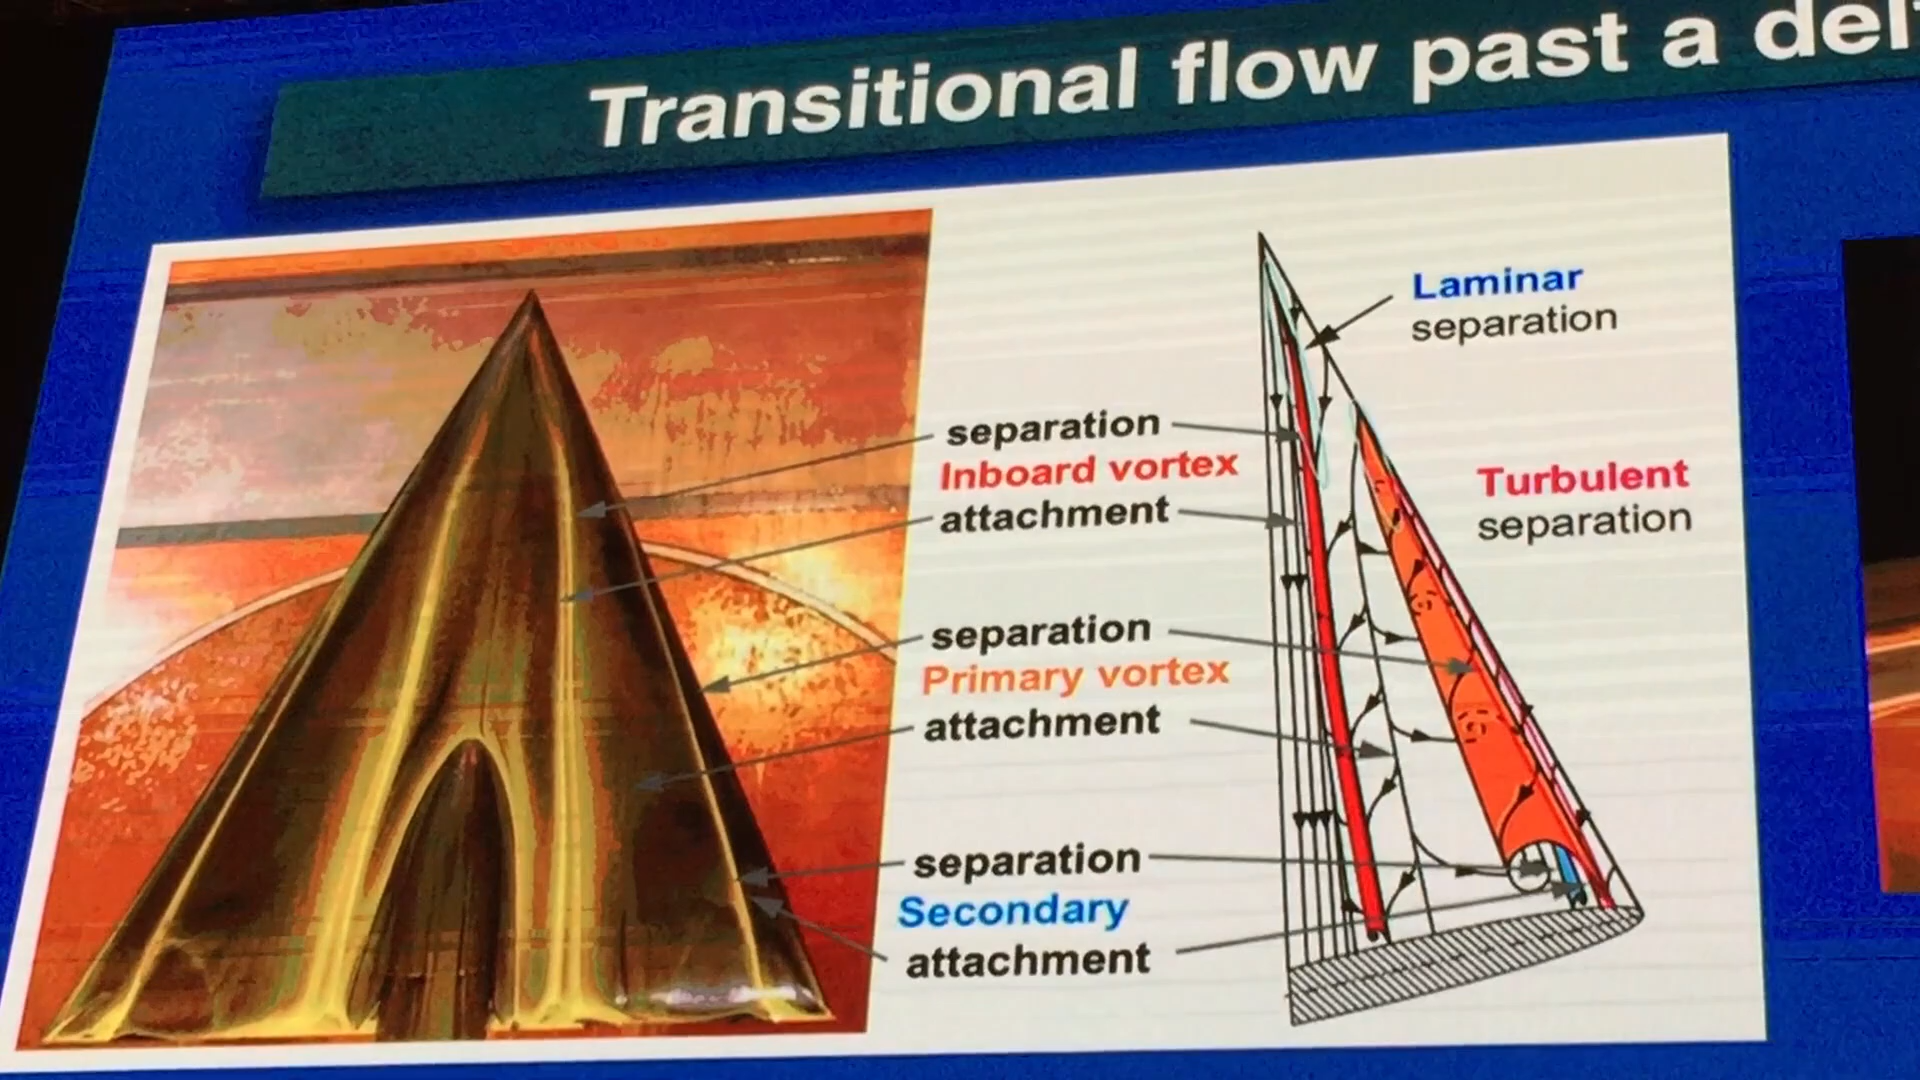 Transitional flow past a del
Laminar
separation
separation
Inboard vortex
attachment
Turbulent
separation
separation
Primary vortex
attachment
separation
Secondary
attachment